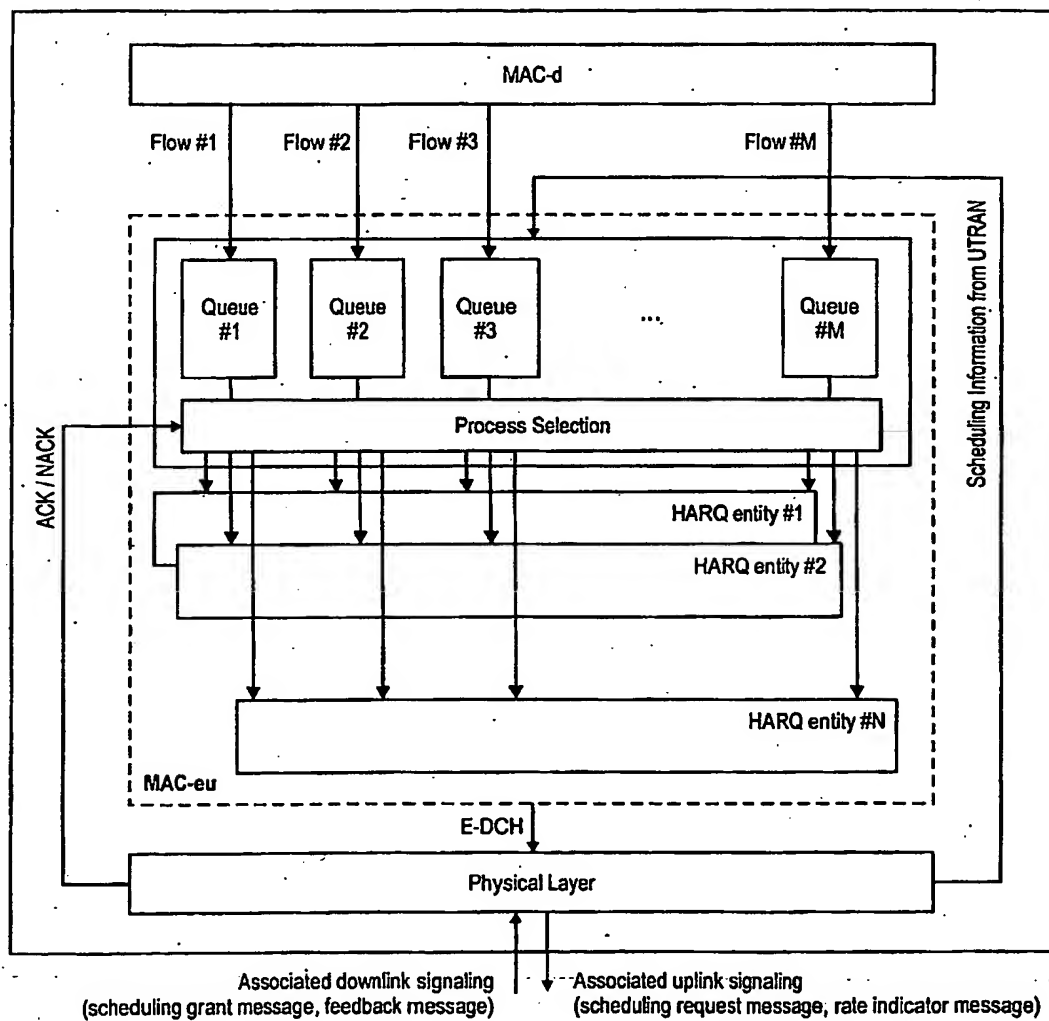 MAC-d
Flow #1
Flow #2
Flow #3
Flow #M
Queue
#1
Queue
#2
Queue
#3
...
Queue
#M
Process Selection
ACK / NACK
Scheduling Information from UTRAN
HARQ entity #1
HARQ entity #2
HARQ entity #N
MAC-eu
E-DCH
Physical Layer
Associated downlink signaling
(scheduling grant message, feedback message)
Associated uplink signaling
(scheduling request message, rate indicator message)